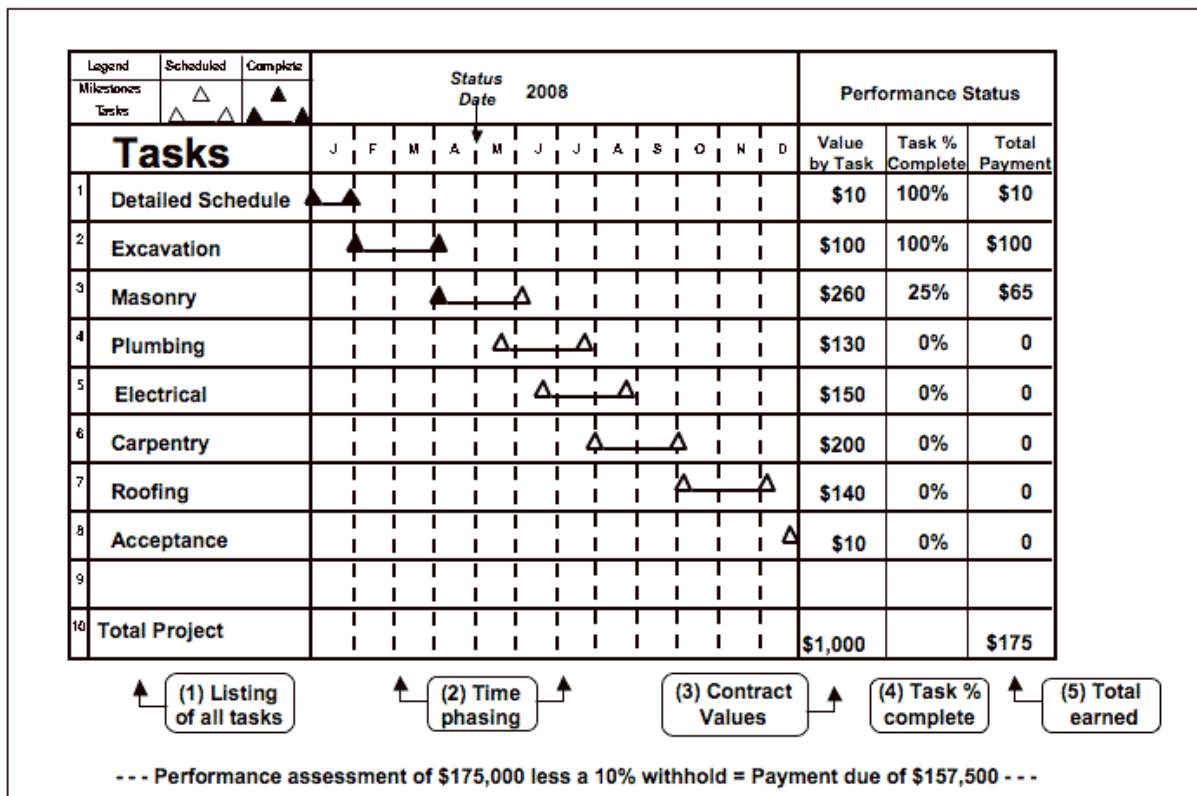 Legend Scheduled Complete
Milestones
Tasks
Status
Date
2008
Performance Status
Tasks
J F M A M J J A S O N D
Value
by Task
Task %
Complete
Total
Payment
1 Detailed Schedule $10 100% $10
2 Excavation $100 100% $100
3 Masonry $260 25% $65
4 Plumbing $130 0% 0
5 Electrical $150 0% 0
6 Carpentry $200 0% 0
7 Roofing $140 0% 0
8 Acceptance $10 0% 0
9
10 Total Project $1,000 $175
(1) Listing
of all tasks
(2) Time
phasing
(3) Contract
Values
(4) Task %
complete
(5) Total
earned
- - - Performance assessment of $175,000 less a 10% withhold = Payment due of $157,500 - - -